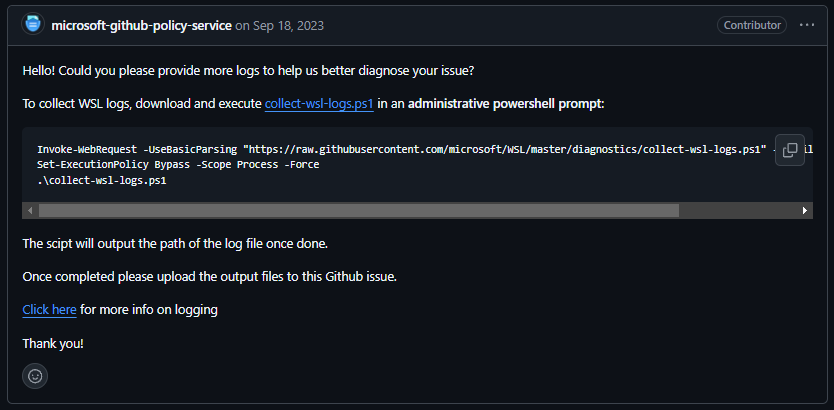 microsoft-github-policy-service on Sep 18, 2023
Contributor
Hello! Could you please provide more logs to help us better diagnose your issue?
To collect WSL logs, download and execute collect-wsl-logs.ps1 in an administrative powershell prompt:
Invoke-WebRequest -UseBasicParsing "https://raw.githubusercontent.com/microsoft/WSL/master/diagnostics/collect-wsl-logs.ps1"
Set-ExecutionPolicy Bypass -Scope Process -Force
.\collect-wsl-logs.ps1
The scipt will output the path of the log file once done.
Once completed please upload the output files to this Github issue.
Click here for more info on logging
Thank you!